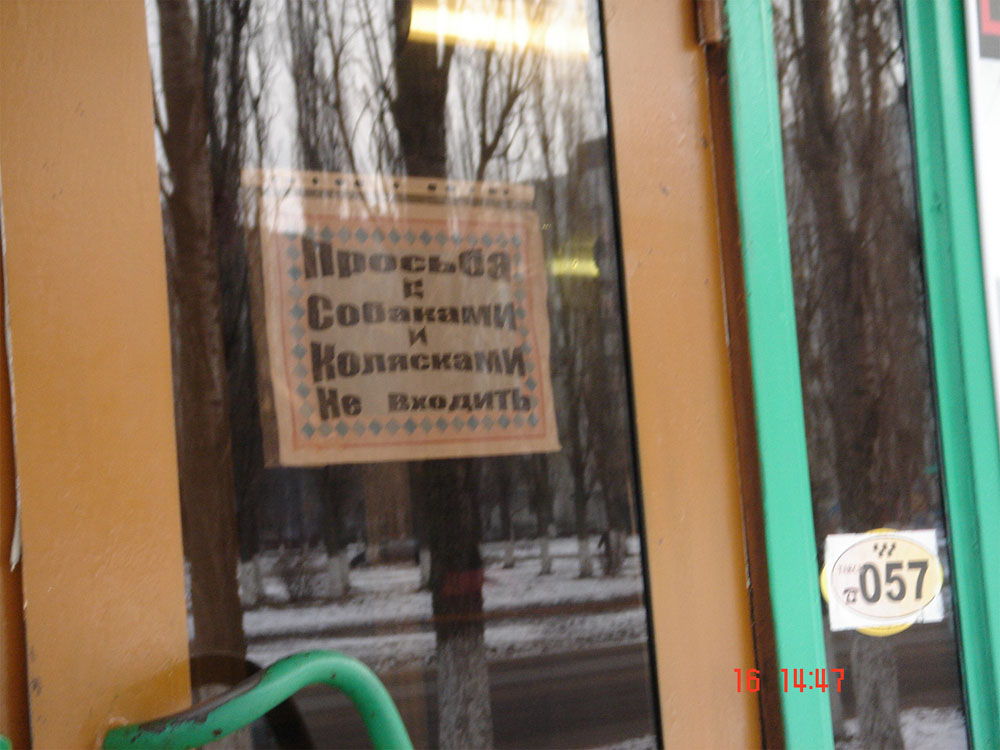 Просьба
с
Собаками
и
Колясками
Не входить
057
16 14:47